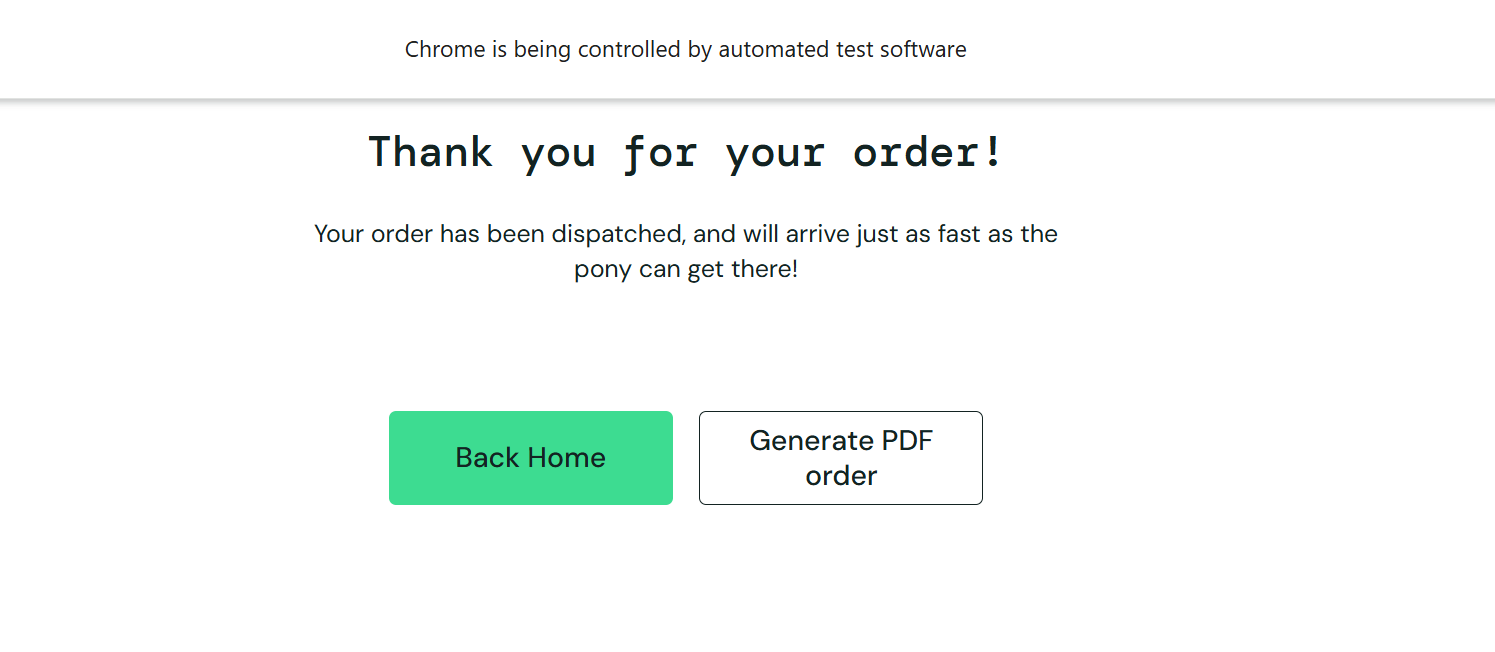 Chrome is being controlled by automated test software
Thank you for your order!
Your order has been dispatched, and will arrive just as fast as the
pony can get there!
Back Home
Generate PDF
order